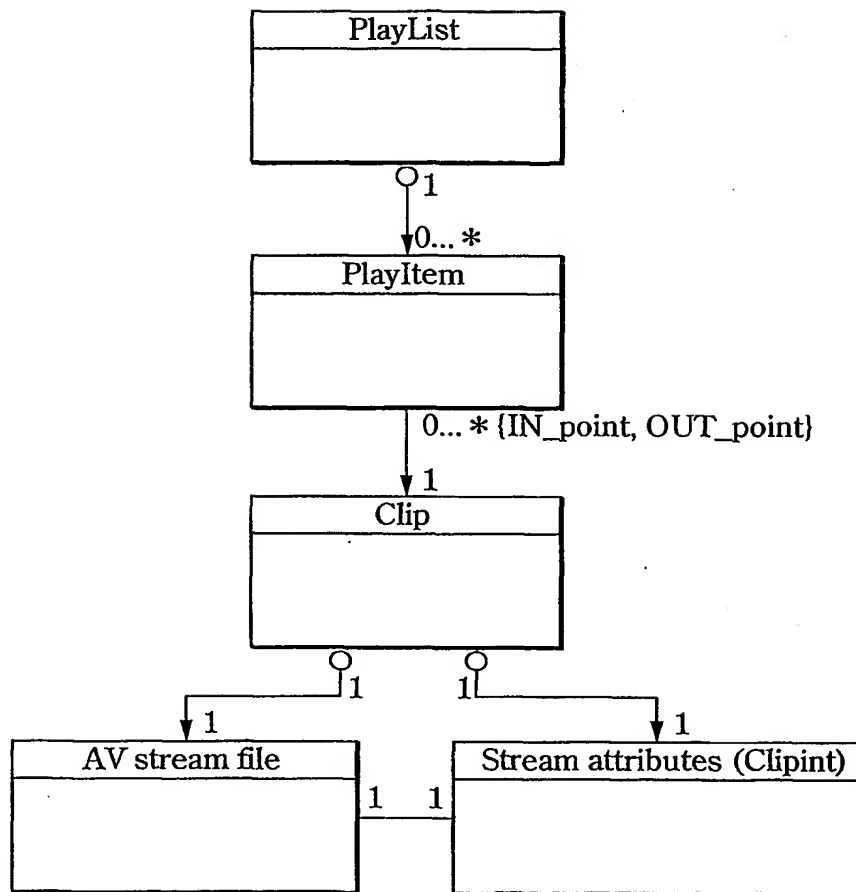 PlayList
1
0... *
PlayItem
0... * {IN_point, OUT_point}
1
Clip
1 1
1 1
AV stream file Stream attributes (Clipint)
1 1